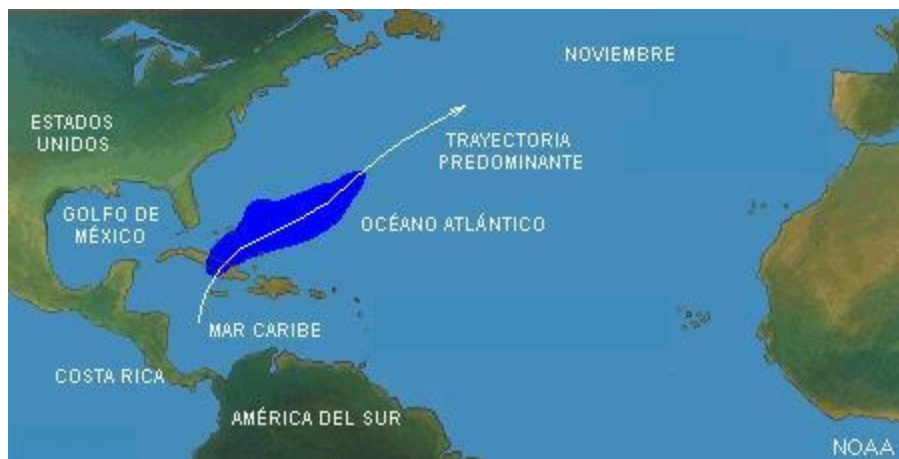 NOVIEMBRE
ESTADOS
UNIDOS
TRAYECTORIA
PREDOMINANTE
GOLFO DE
MÉXICO
OCÉANO ATLÁNTICO
MAR CARIBE
COSTA RICA
AMÉRICA DEL SUR
NOAA